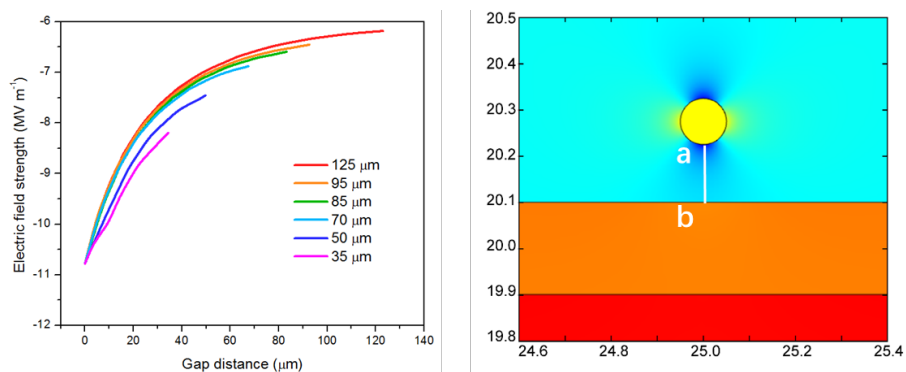 -6
-7
-8
-9
-10
-11
-12
Electric field strength (MV m⁻¹)
125 μm
95 μm
85 μm
70 μm
50 μm
35 μm
0 20 40 60 80 100 120 140
Gap distance (μm)
20.5
20.4
20.3
20.2
20.1
20.0
19.9
19.8
a
b
24.6 24.8 25.0 25.2 25.4